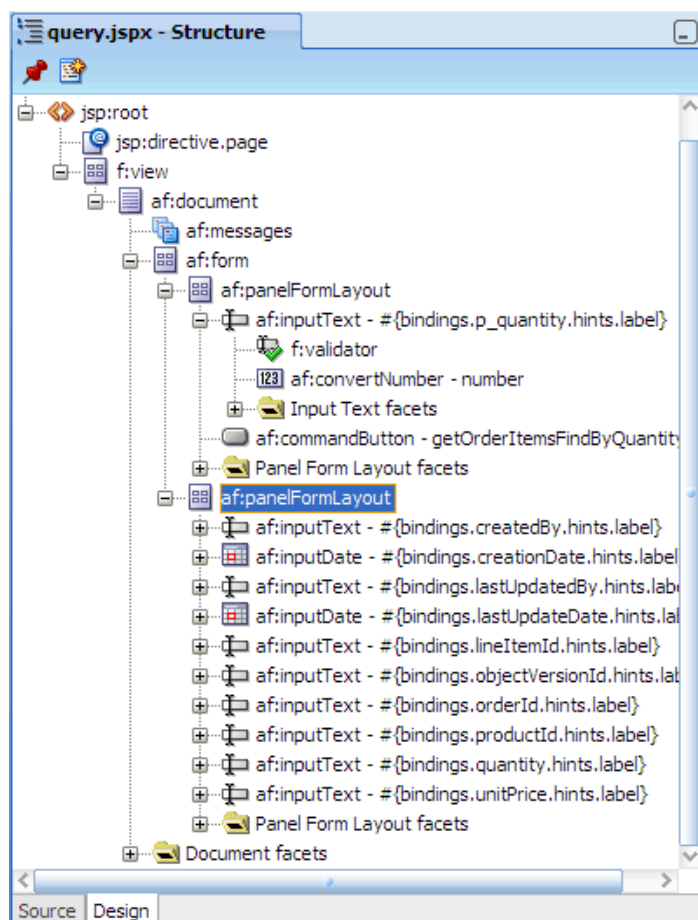 query.jspx - Structure
jsp:root
jsp:directive.page
f:view
af:document
af:messages
af:form
af:panelFormLayout
af:inputText - #{bindings.p_quantity.hints.label}
f:validator
123 af:convertNumber - number
Input Text facets
af:commandButton - getOrderItemsFindByQuantity
Panel Form Layout facets
af:panelFormLayout
af:inputText - #{bindings.createdBy.hints.label}
af:inputDate - #{bindings.creationDate.hints.label
af:inputText - #{bindings.lastUpdatedBy.hints.lab
af:inputDate - #{bindings.lastUpdateDate.hints.la
af:inputText - #{bindings.lineItemId.hints.label}
af:inputText - #{bindings.objectVersionId.hints.lab
af:inputText - #{bindings.orderId.hints.label}
af:inputText - #{bindings.productId.hints.label}
af:inputText - #{bindings.quantity.hints.label}
af:inputText - #{bindings.unitPrice.hints.label}
Panel Form Layout facets
Document facets
Source Design